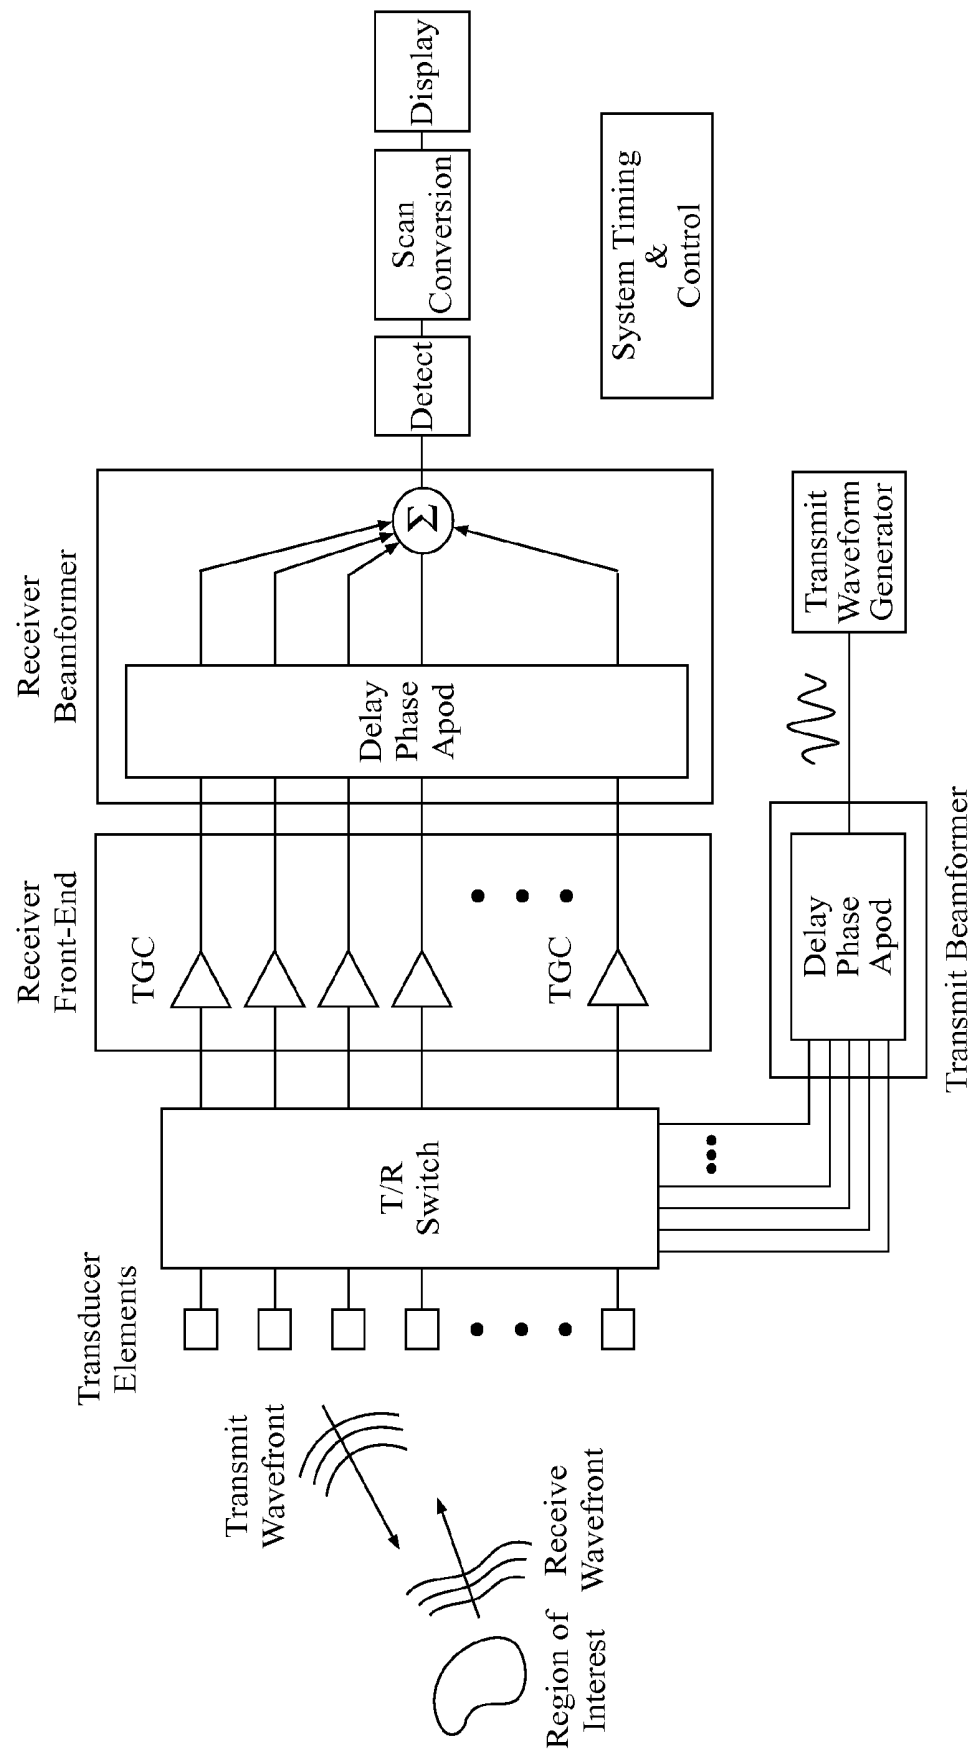 Region of
Interest
Transmit
Wavefront
Receive
Wavefront
Transducer
Elements
T/R
Switch
Receiver
Front-End
TGC
TGC
Receiver
Beamformer
Delay
Phase
Apod
Σ
Detect
Scan
Conversion
Display
System Timing
&
Control
Delay
Phase
Apod
Transmit Beamformer
Transmit
Waveform
Generator